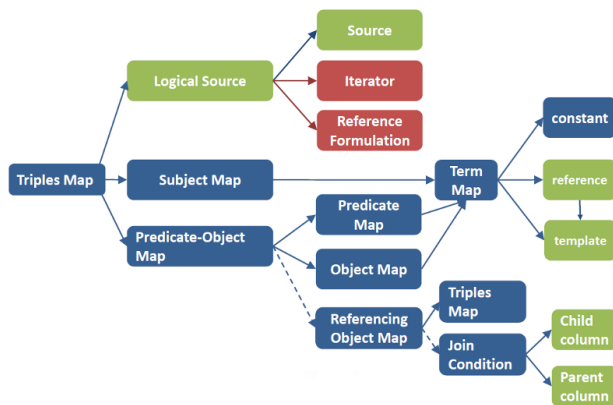 Source
Logical Source
Iterator
Reference
Formulation
constant
Triples Map
Subject Map
Term
Map
reference
Predicate
Map
Predicate-Object
Map
template
Object Map
Triples
Map
Referencing
Object Map
Join
Condition
Child
column
Parent
column